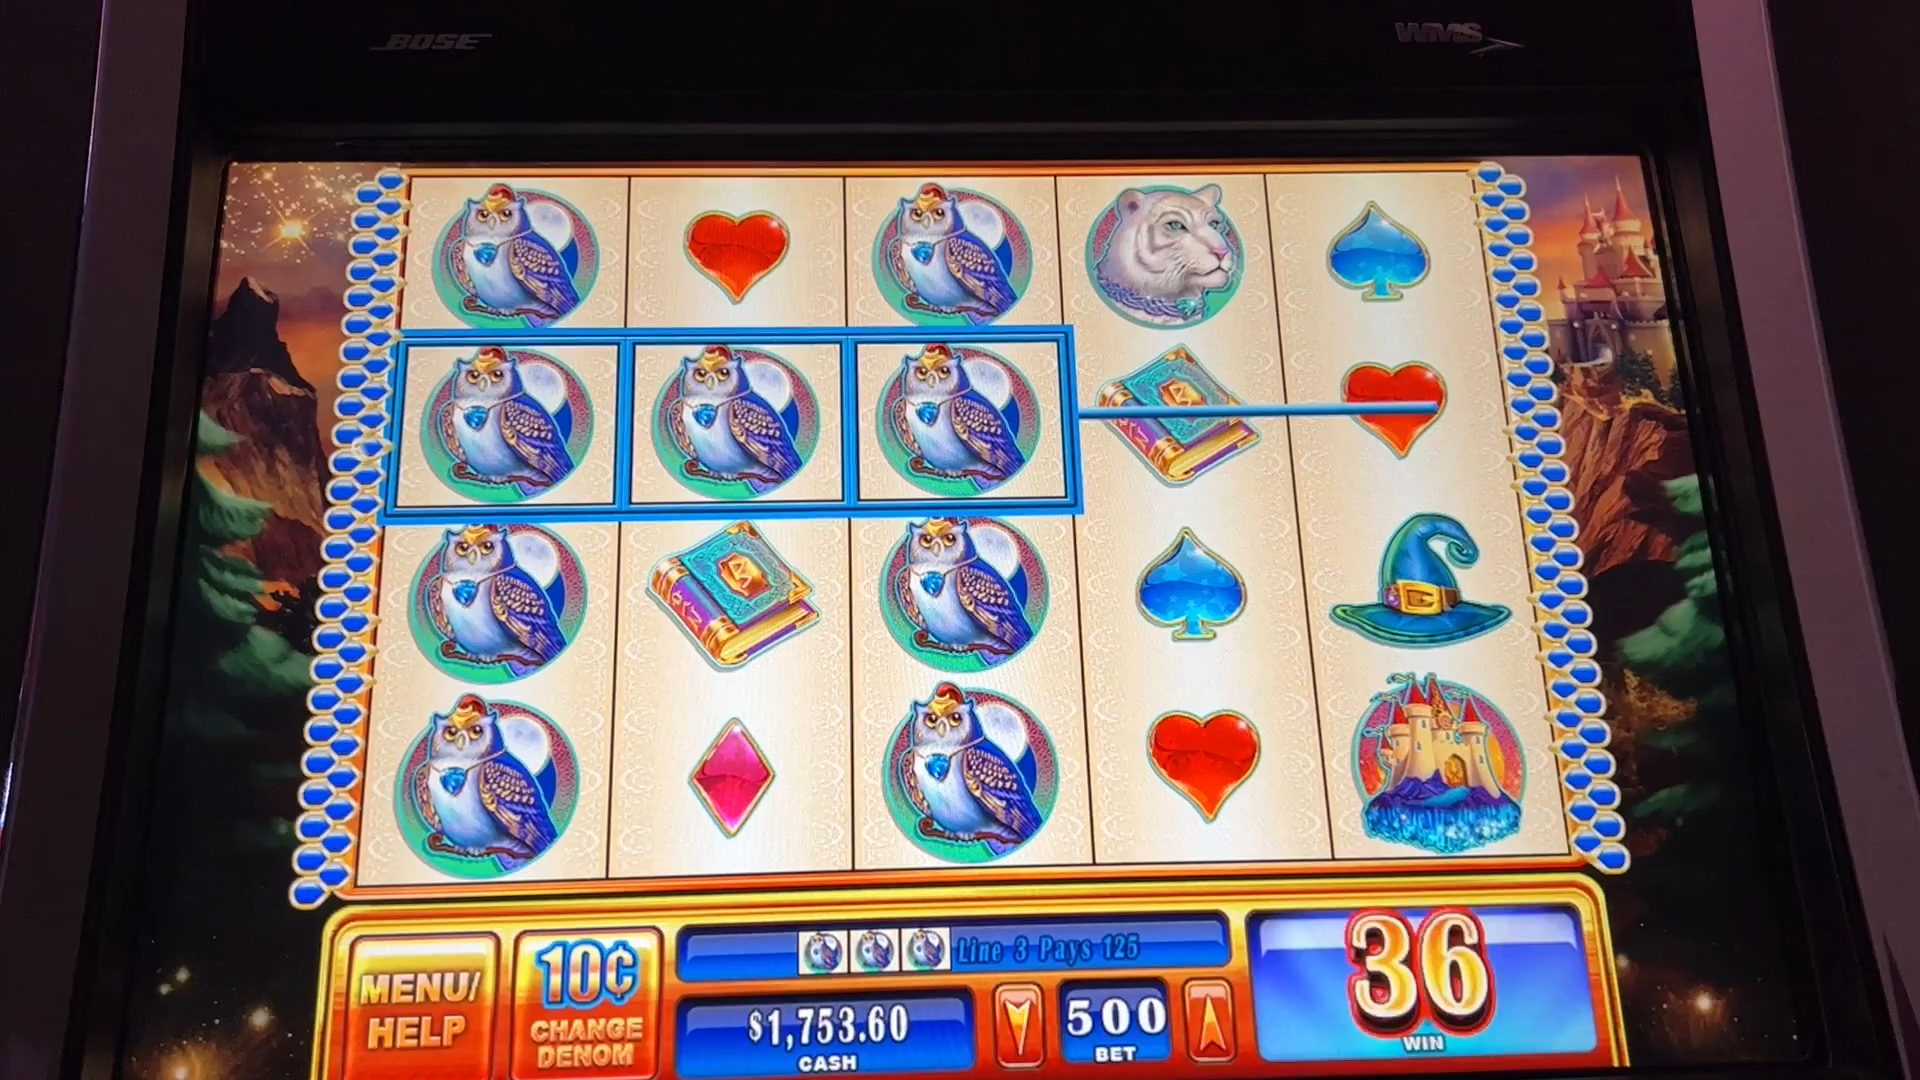 BOSE
WMS
MENU/
HELP
10¢
CHANGE
DENOM
Line 3 Pays 125
$1,753.60
CASH
500
BET
36
WIN